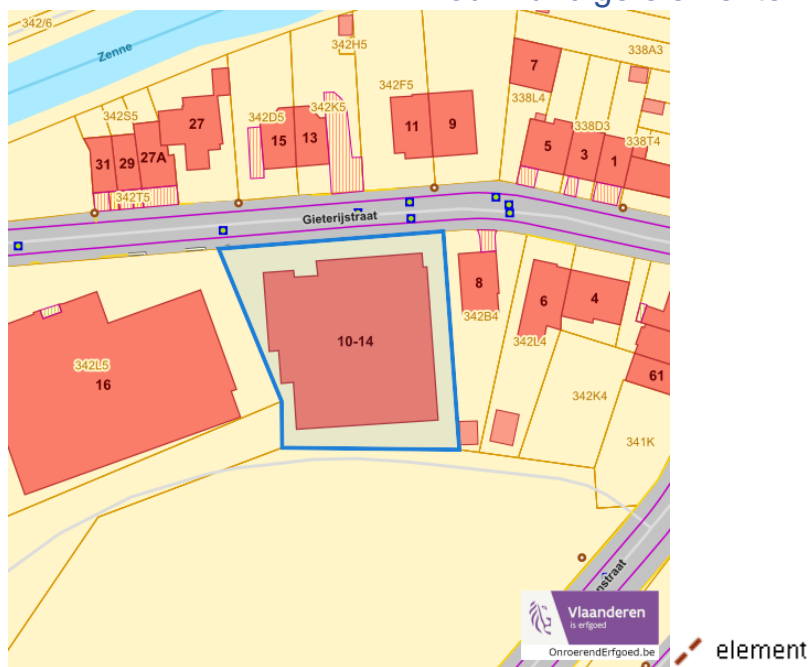 342/6
Zenne
342H5
338A3
7
342F5
338L4
342S5
27
342D5
342K5
15
13
11
9
338D3
338T4
5
3
1
31
29
27A
342T5
Gieterijstraat
8
6
4
10-14
342B4
342L4
342L5
16
61
342K4
341K
Vlaanderen
is erfgoed
OnroerendErfgoed.be
element